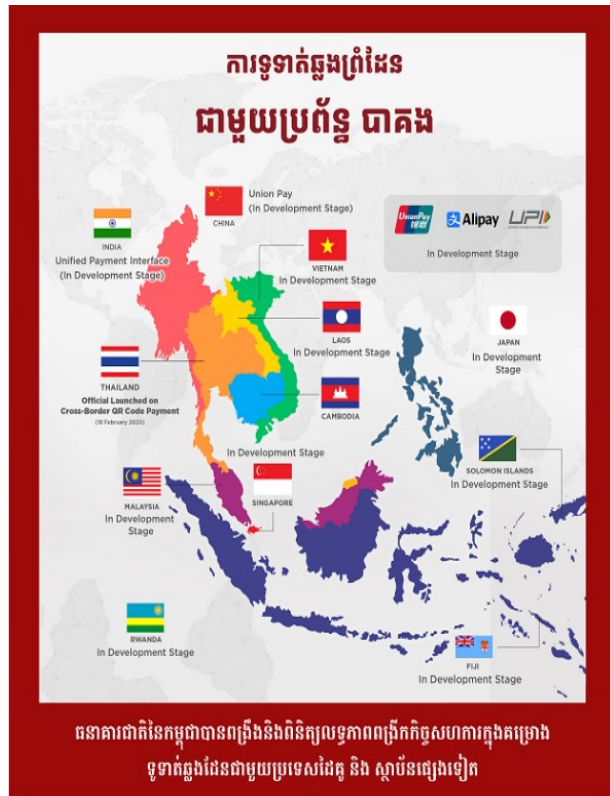 ការទូទាត់ឆ្លងព្រំដែន
ជាមួយប្រព័ន្ធ បាគង
Union Pay
(In Development Stage)
CHINA
INDIA
Unified Payment Interface
(In Development Stage)
UnionPay
银联
支 Alipay
UPI
In Development Stage
VIETNAM
In Development Stage
LAOS
In Development Stage
JAPAN
In Development
Stage
THAILAND
Official Launched on
Cross-Border QR Code Payment
(18 February 2020)
CAMBODIA
In Development Stage
SINGAPORE
MALAYSIA
In Development
Stage
SOLOMON ISLANDS
In Development Stage
RWANDA
In Development Stage
FIJI
In Development Stage
ធនាគារជាតិនៃកម្ពុជាបានពង្រឹងនិងពិនិត្យលទ្ធភាពពង្រីកកិច្ចសហការក្នុងគម្រោង
ទូទាត់ឆ្លងដែនជាមួយប្រទេសដៃគូ និង ស្ថាប័នផ្សេងទៀត